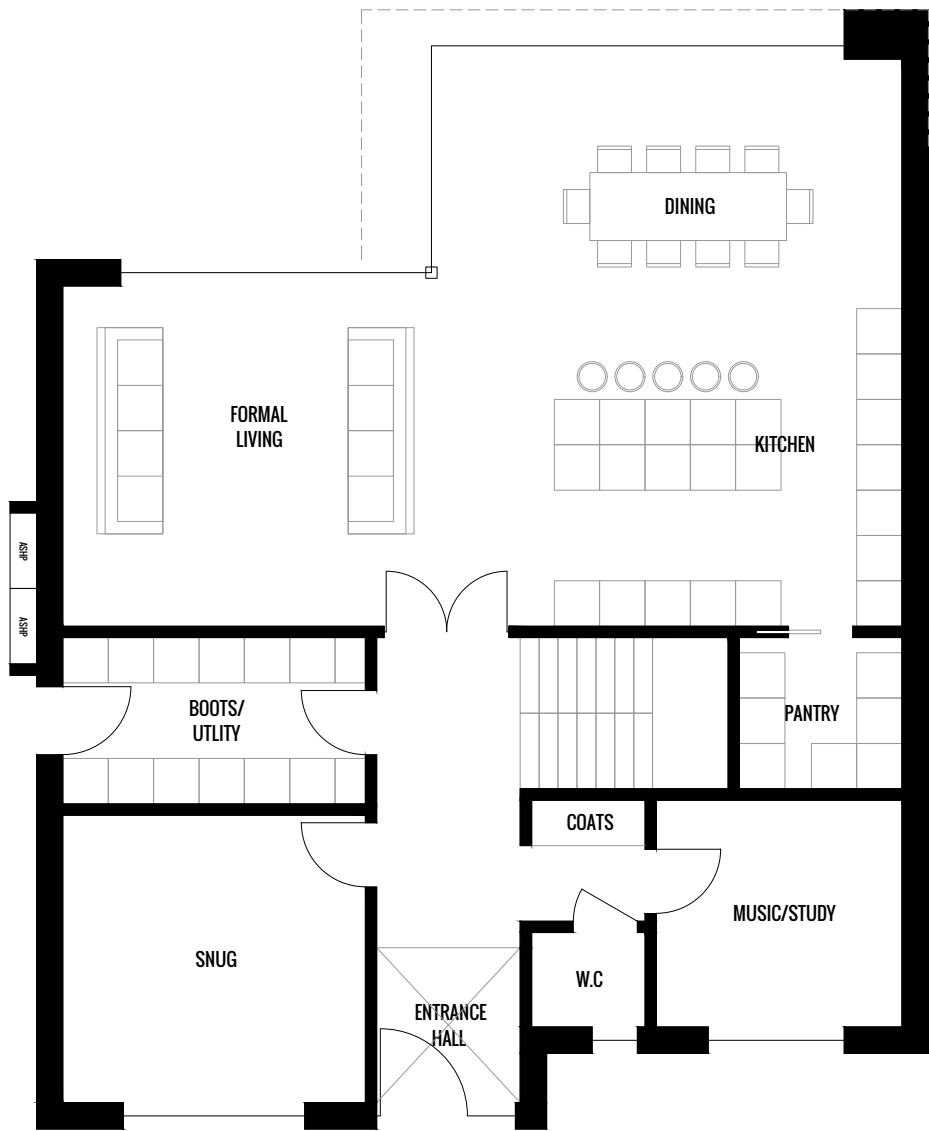 DINING
FORMAL
LIVING
KITCHEN
ASHP
ASHP
BOOTS/
UTLITY
PANTRY
COATS
MUSIC/STUDY
SNUG
W.C
ENTRANCE
HALL